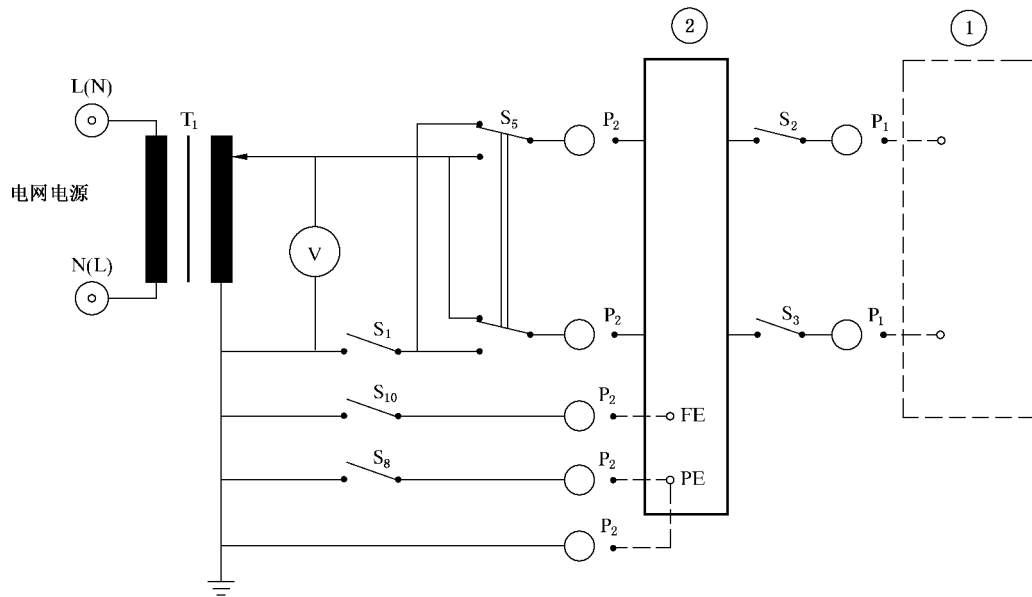 ② ①
L(N)
T₁ S₅ P₂ S₂ P₁
电网电源
V
N(L)
S₁ P₂ S₃ P₁
S₁₀ P₂ FE
S₈ P₂ PE
P₂